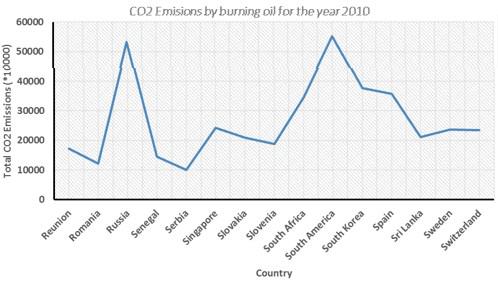 CO2 Emisions by burning oil for the year 2010
Total CO2 Emissions (*10000)
60000
50000
40000
30000
20000
10000
0
Reunion
Romania
Russia
Senegal
Serbia
Singapore
Slovakia
Slovenia
South Africa
South America
South Korea
Spain
Sri Lanka
Sweden
Switzerland
Country